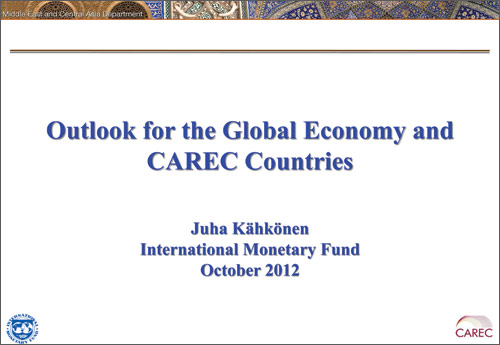 Middle East and Central Asia Department
Outlook for the Global Economy and
CAREC Countries
Juha Kähkönen
International Monetary Fund
October 2012
INTERNATIONAL MONETARY FUND
CAREC